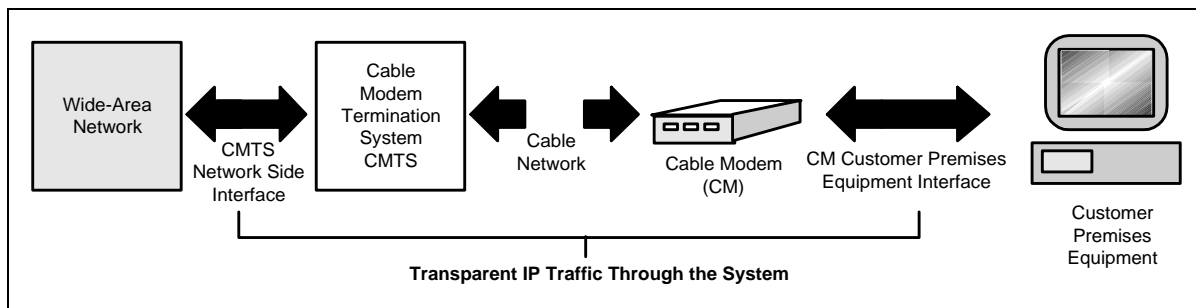 Wide-Area
Network
CMTS
Network Side
Interface
Cable
Modem
Termination
System
CMTS
Cable
Network
Cable Modem
(CM)
CM Customer Premises
Equipment Interface
Customer
Premises
Equipment
Transparent IP Traffic Through the System